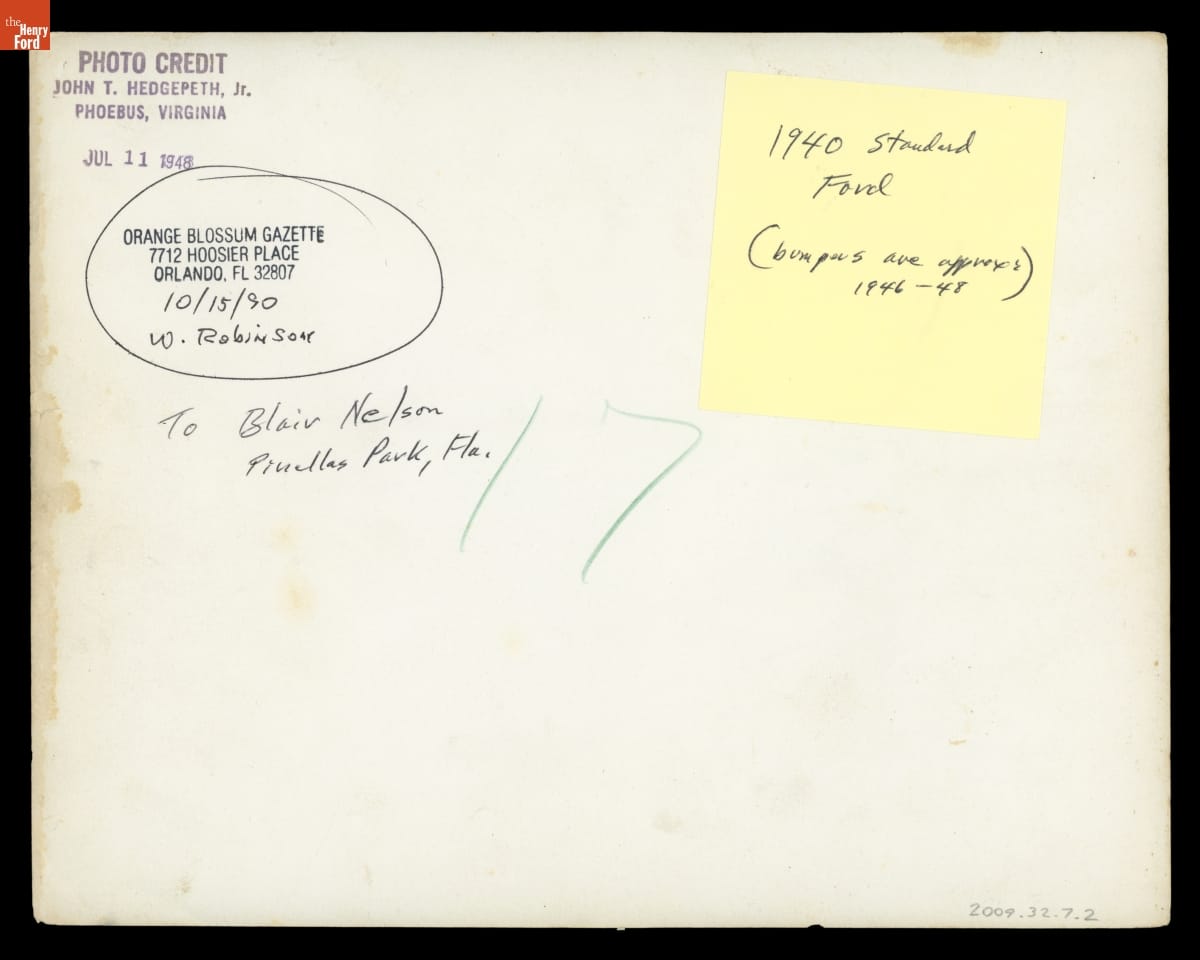 the
Henry
Ford
PHOTO CREDIT
JOHN T. HEDGEPETH, Jr.
PHOEBUS, VIRGINIA
JUL 11 1948
ORANGE BLOSSUM GAZETTE
7712 HOOSIER PLACE
ORLANDO, FL 32807
10/15/90
W. Robinson
To Blair Nelson
Pinellas Park, Fla.
1940 Standard
Ford
(bumpers are approx:)
1946-48
17
2009.32.7.2